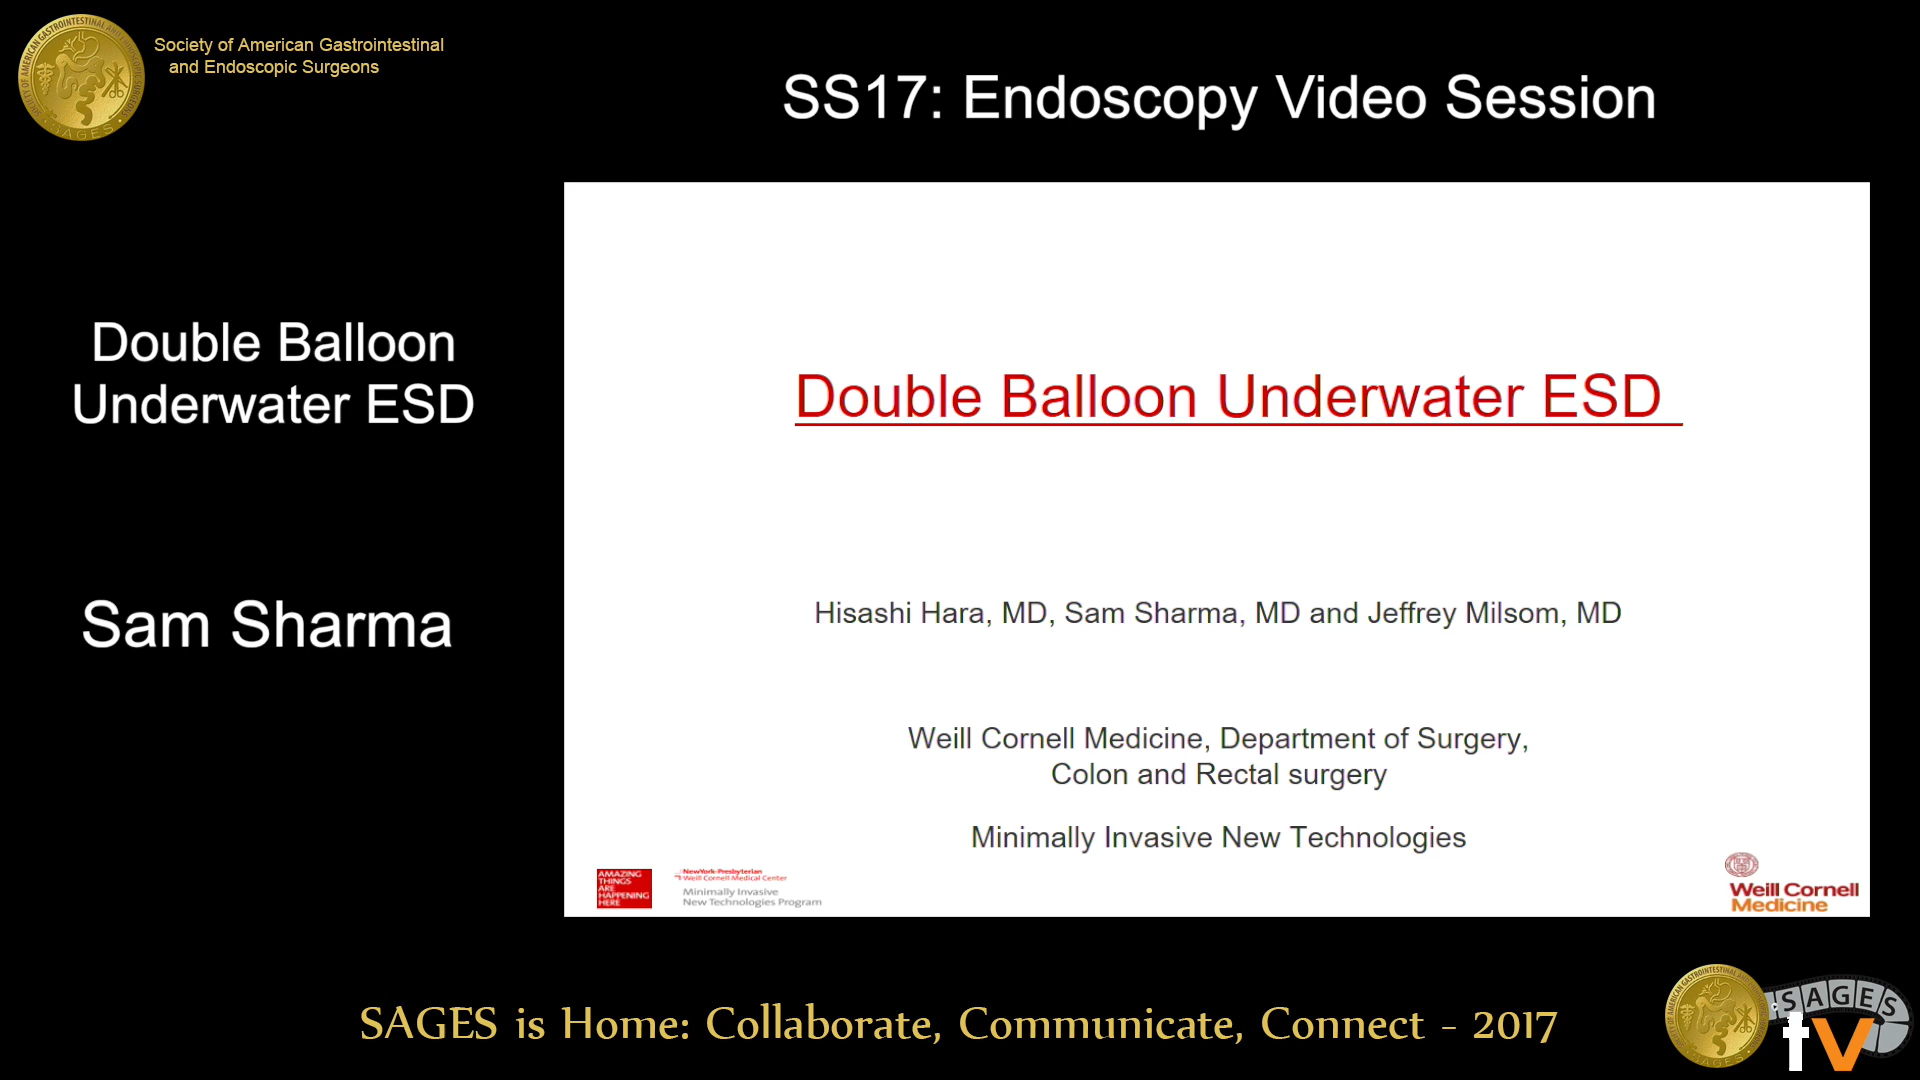 Society of American Gastrointestinal
and Endoscopic Surgeons
SS17: Endoscopy Video Session
Double Balloon
Underwater ESD
Sam Sharma
Double Balloon Underwater ESD
Hisashi Hara, MD, Sam Sharma, MD and Jeffrey Milsom, MD
Weill Cornell Medicine, Department of Surgery,
Colon and Rectal surgery
Minimally Invasive New Technologies
AMAZING
THINGS
ARE
HAPPENING
HERE
NewYork-Presbyterian
Weill Cornell Medical Center
Minimally Invasive
New Technologies Program
Weill Cornell
Medicine
SAGES is Home: Collaborate, Communicate, Connect - 2017
SAGES
tv